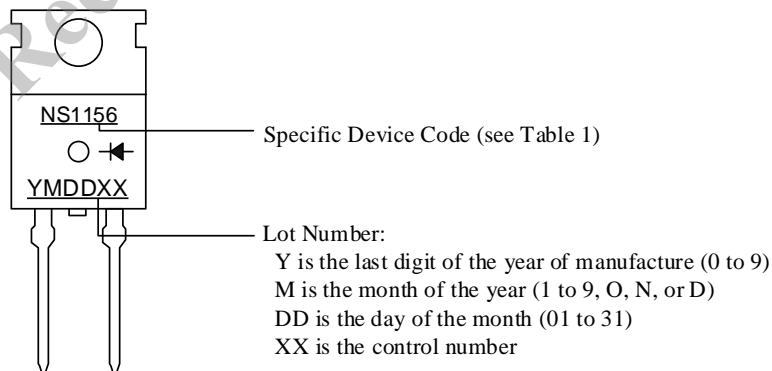 NS1156
Specific Device Code (see Table 1)
YMDDXX
Lot Number:
Y is the last digit of the year of manufacture (0 to 9)
M is the month of the year (1 to 9, O, N, or D)
DD is the day of the month (01 to 31)
XX is the control number